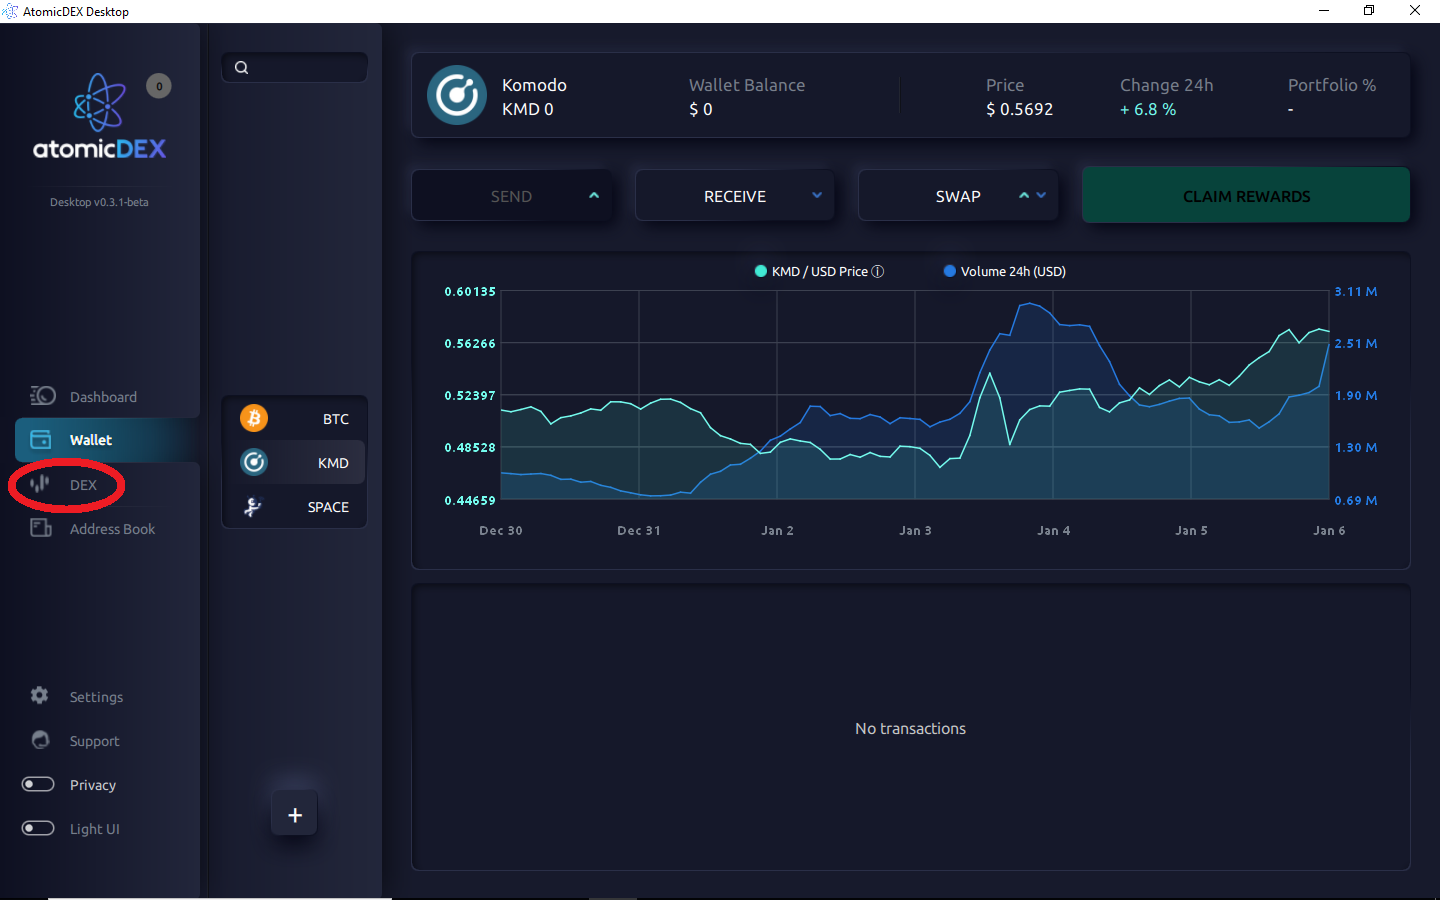 AtomicDEX Desktop
0
atomicDEX
Desktop v0.3.1-beta
Dashboard
Wallet
DEX
Address Book
Settings
Support
Privacy
Light UI
BTC
KMD
SPACE
+
Komodo
KMD 0
Wallet Balance
$ 0
Price
$ 0.5692
Change 24h
+ 6.8 %
Portfolio %
-
SEND
RECEIVE
SWAP
CLAIM REWARDS
KMD / USD Price ⓘ
Volume 24h (USD)
0.60135
0.56266
0.52397
0.48528
0.44659
3.11 M
2.51 M
1.90 M
1.30 M
0.69 M
Dec 30
Dec 31
Jan 2
Jan 3
Jan 4
Jan 5
Jan 6
No transactions